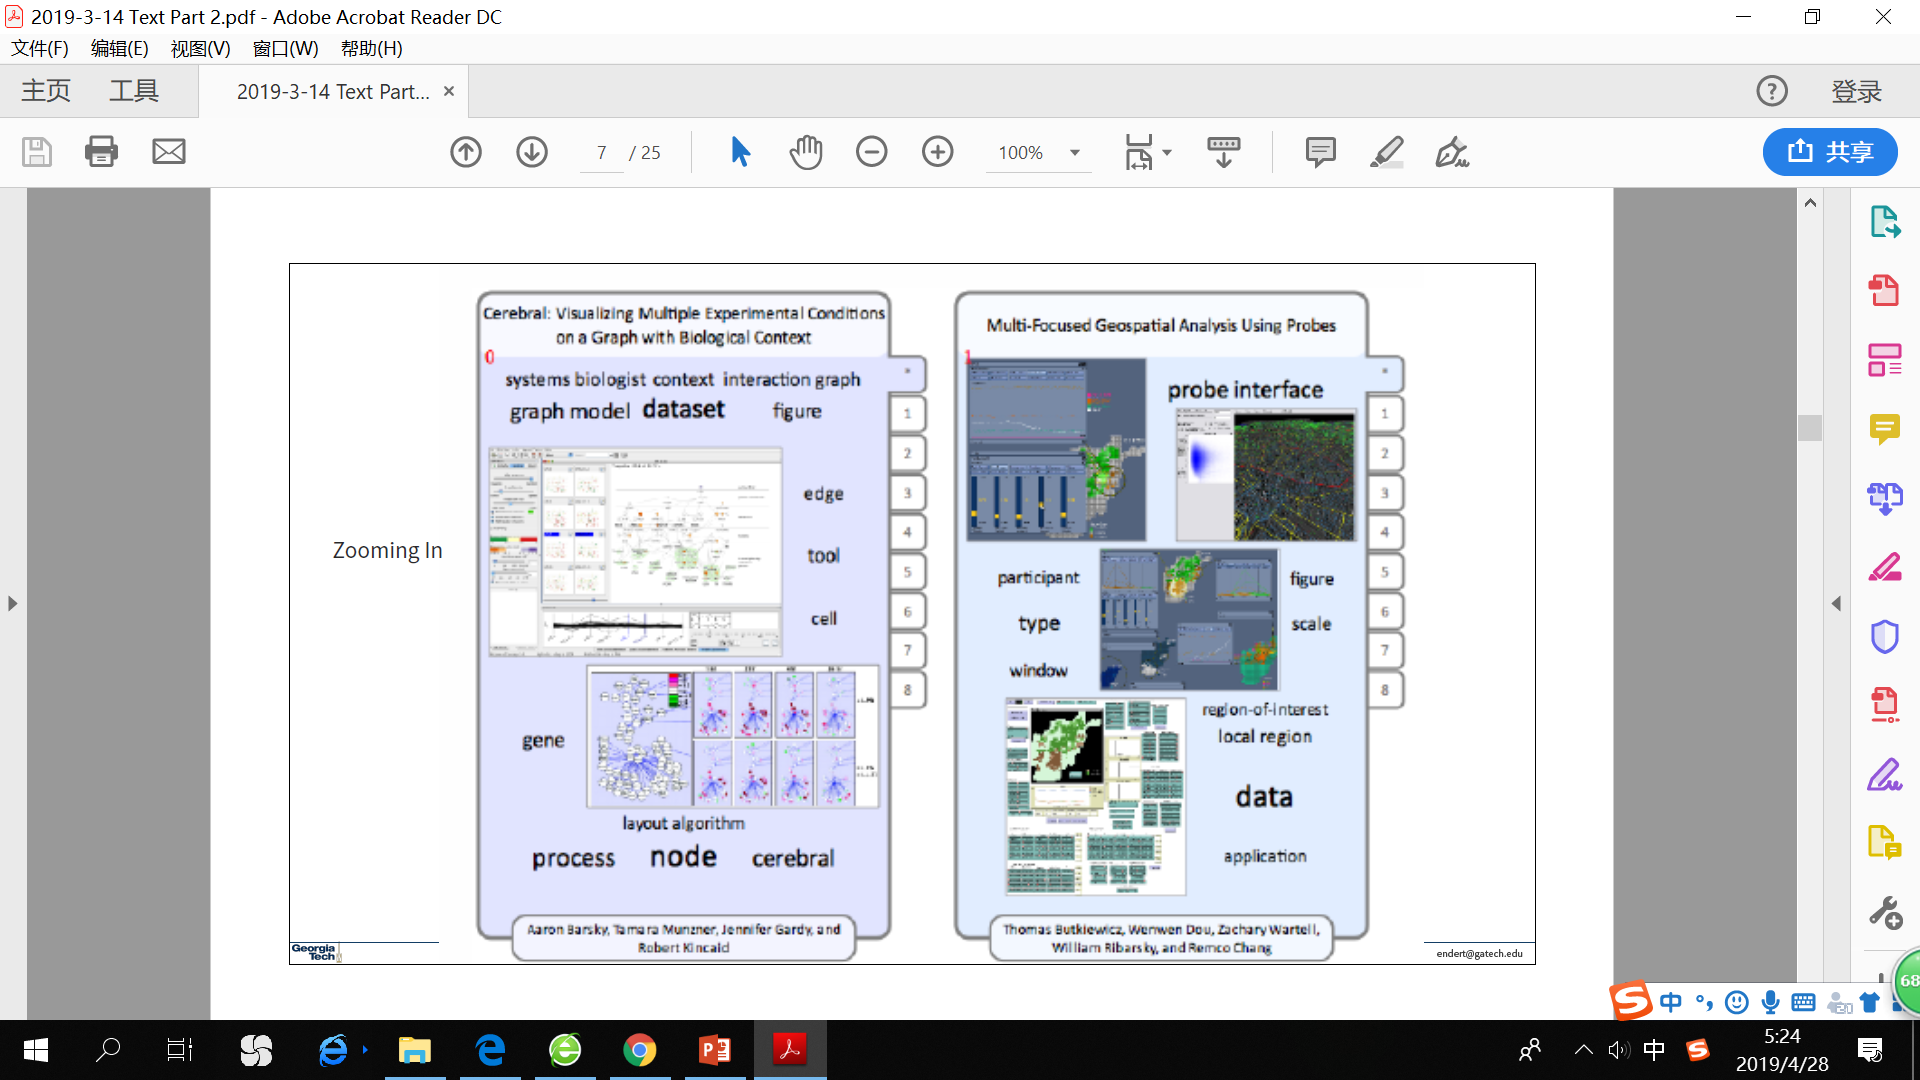 2019-3-14 Text Part 2.pdf - Adobe Acrobat Reader DC
文件(F) 编辑(E) 视图(V) 窗口(W) 帮助(H)
主页 工具 2019-3-14 Text Part... × ? 登录
7 / 25 100% 共享
Zooming In
Cerebral: Visualizing Multiple Experimental Conditions
on a Graph with Biological Context
0
systems biologist context interaction graph
graph model dataset figure
edge
tool
cell
gene
layout algorithm
process node cerebral
Aaron Barsky, Tamara Munzner, Jennifer Gardy, and
Robert Kincaid
1
2
3
4
5
6
7
8
Multi-Focused Geospatial Analysis Using Probes
1
probe interface
participant figure
type scale
window
region-of-interest
local region
data
application
Thomas Butkiewicz, Wenwen Dou, Zachary Wartell,
William Ribarsky, and Remco Chang
1
2
3
4
5
6
7
8
Georgia
Tech
endert@gatech.edu
68
中
中
5:24
2019/4/28